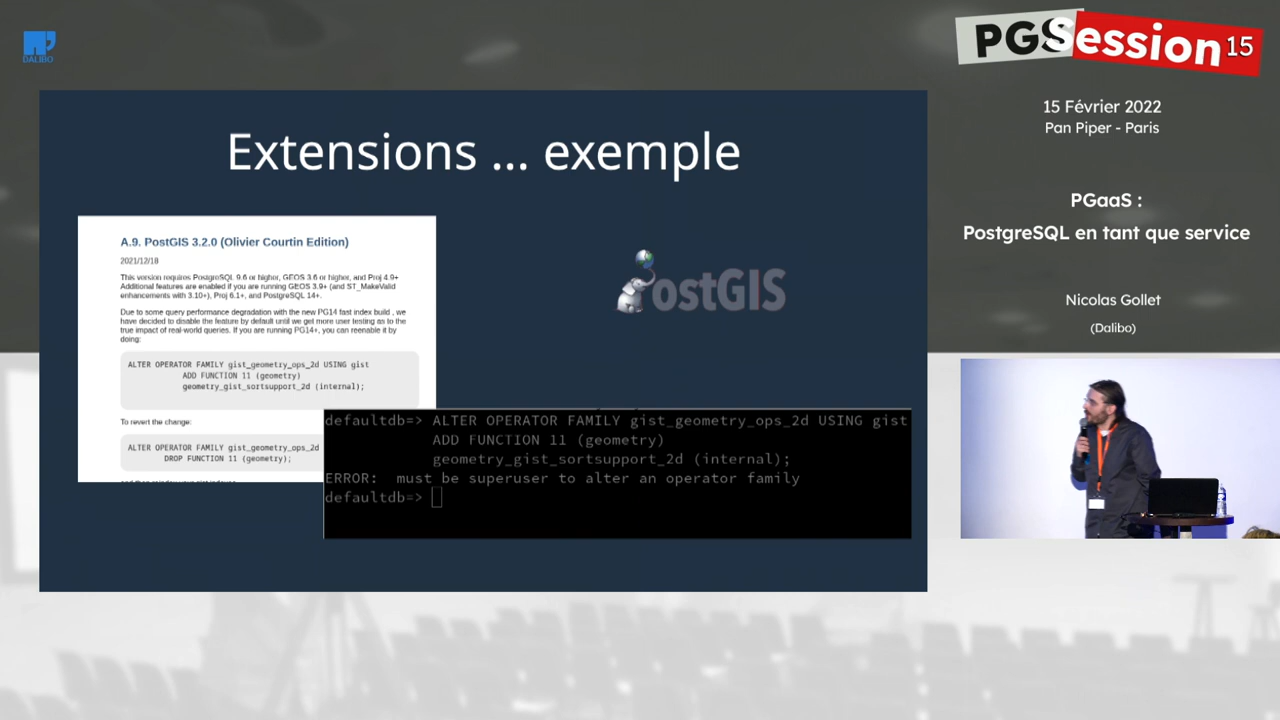 DALIBO
PGSession 15
15 Février 2022
Pan Piper - Paris
PGaaS :
PostgreSQL en tant que service
Nicolas Gollet
(Dalibo)
Extensions ... exemple
A.9. PostGIS 3.2.0 (Olivier Courtin Edition)
2021/12/18
This version requires PostgreSQL 9.6 or higher, GEOS 3.6 or higher, and Proj 4.9+
Additional features are enabled if you are running GEOS 3.9+ (and ST_MakeValid
enhancements with 3.10+), Proj 6.1+, and PostgreSQL 14+.
Due to some query performance degradation with the new PG14 fast index build , we
have decided to disable the feature by default until we get more user testing as to the
true impact of real-world queries. If you are running PG14+, you can reenable it by
doing:
ALTER OPERATOR FAMILY gist_geometry_ops_2d USING gist
ADD FUNCTION 11 (geometry)
geometry_gist_sortsupport_2d (internal);
To revert the change:
ALTER OPERATOR FAMILY gist_geometry_ops_2d
DROP FUNCTION 11 (geometry);
PostGIS
defaultdb=> ALTER OPERATOR FAMILY gist_geometry_ops_2d USING gist
ADD FUNCTION 11 (geometry)
geometry_gist_sortsupport_2d (internal);
ERROR:  must be superuser to alter an operator family
defaultdb=>